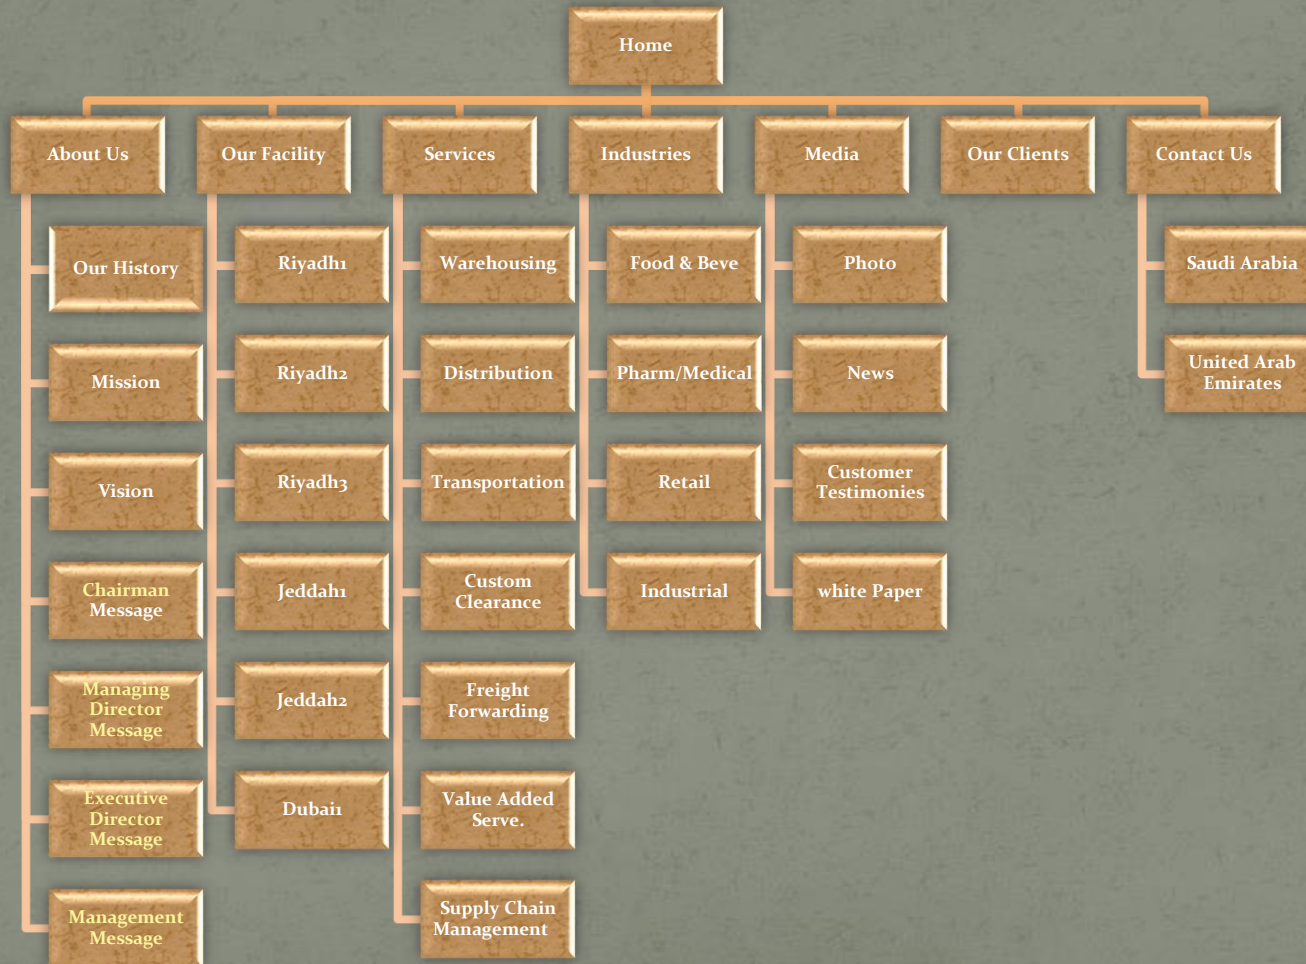 Home
About Us
Our Facility
Services
Industries
Media
Our Clients
Contact Us
Our History
Mission
Vision
Chairman
Message
Managing
Director
Message
Executive
Director
Message
Management
Message
Riyadh1
Riyadh2
Riyadh3
Jeddah1
Jeddah2
Dubai1
Warehousing
Distribution
Transportation
Custom
Clearance
Freight
Forwarding
Value Added
Serve.
Supply Chain
Management
Food & Beve
Pharm/Medical
Retail
Industrial
Photo
News
Customer
Testimonies
white Paper
Saudi Arabia
United Arab
Emirates